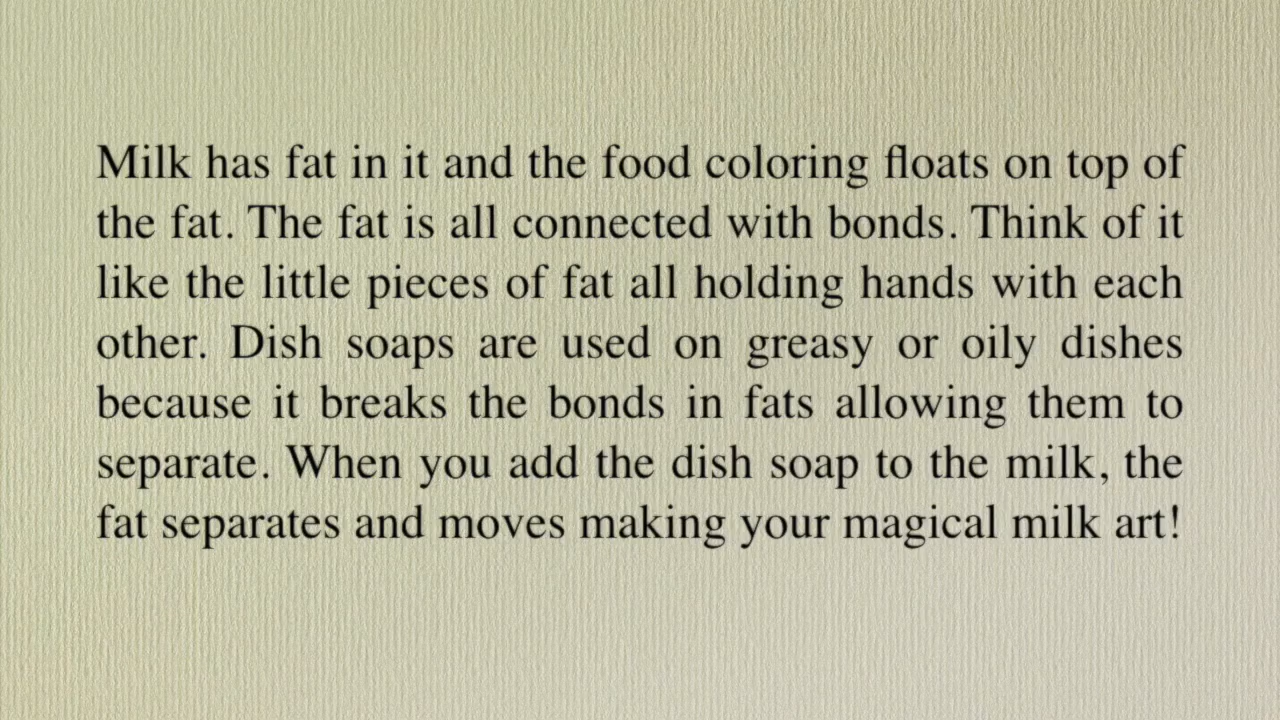 Milk has fat in it and the food coloring floats on top of
the fat. The fat is all connected with bonds. Think of it
like the little pieces of fat all holding hands with each
other. Dish soaps are used on greasy or oily dishes
because it breaks the bonds in fats allowing them to
separate. When you add the dish soap to the milk, the
fat separates and moves making your magical milk art!